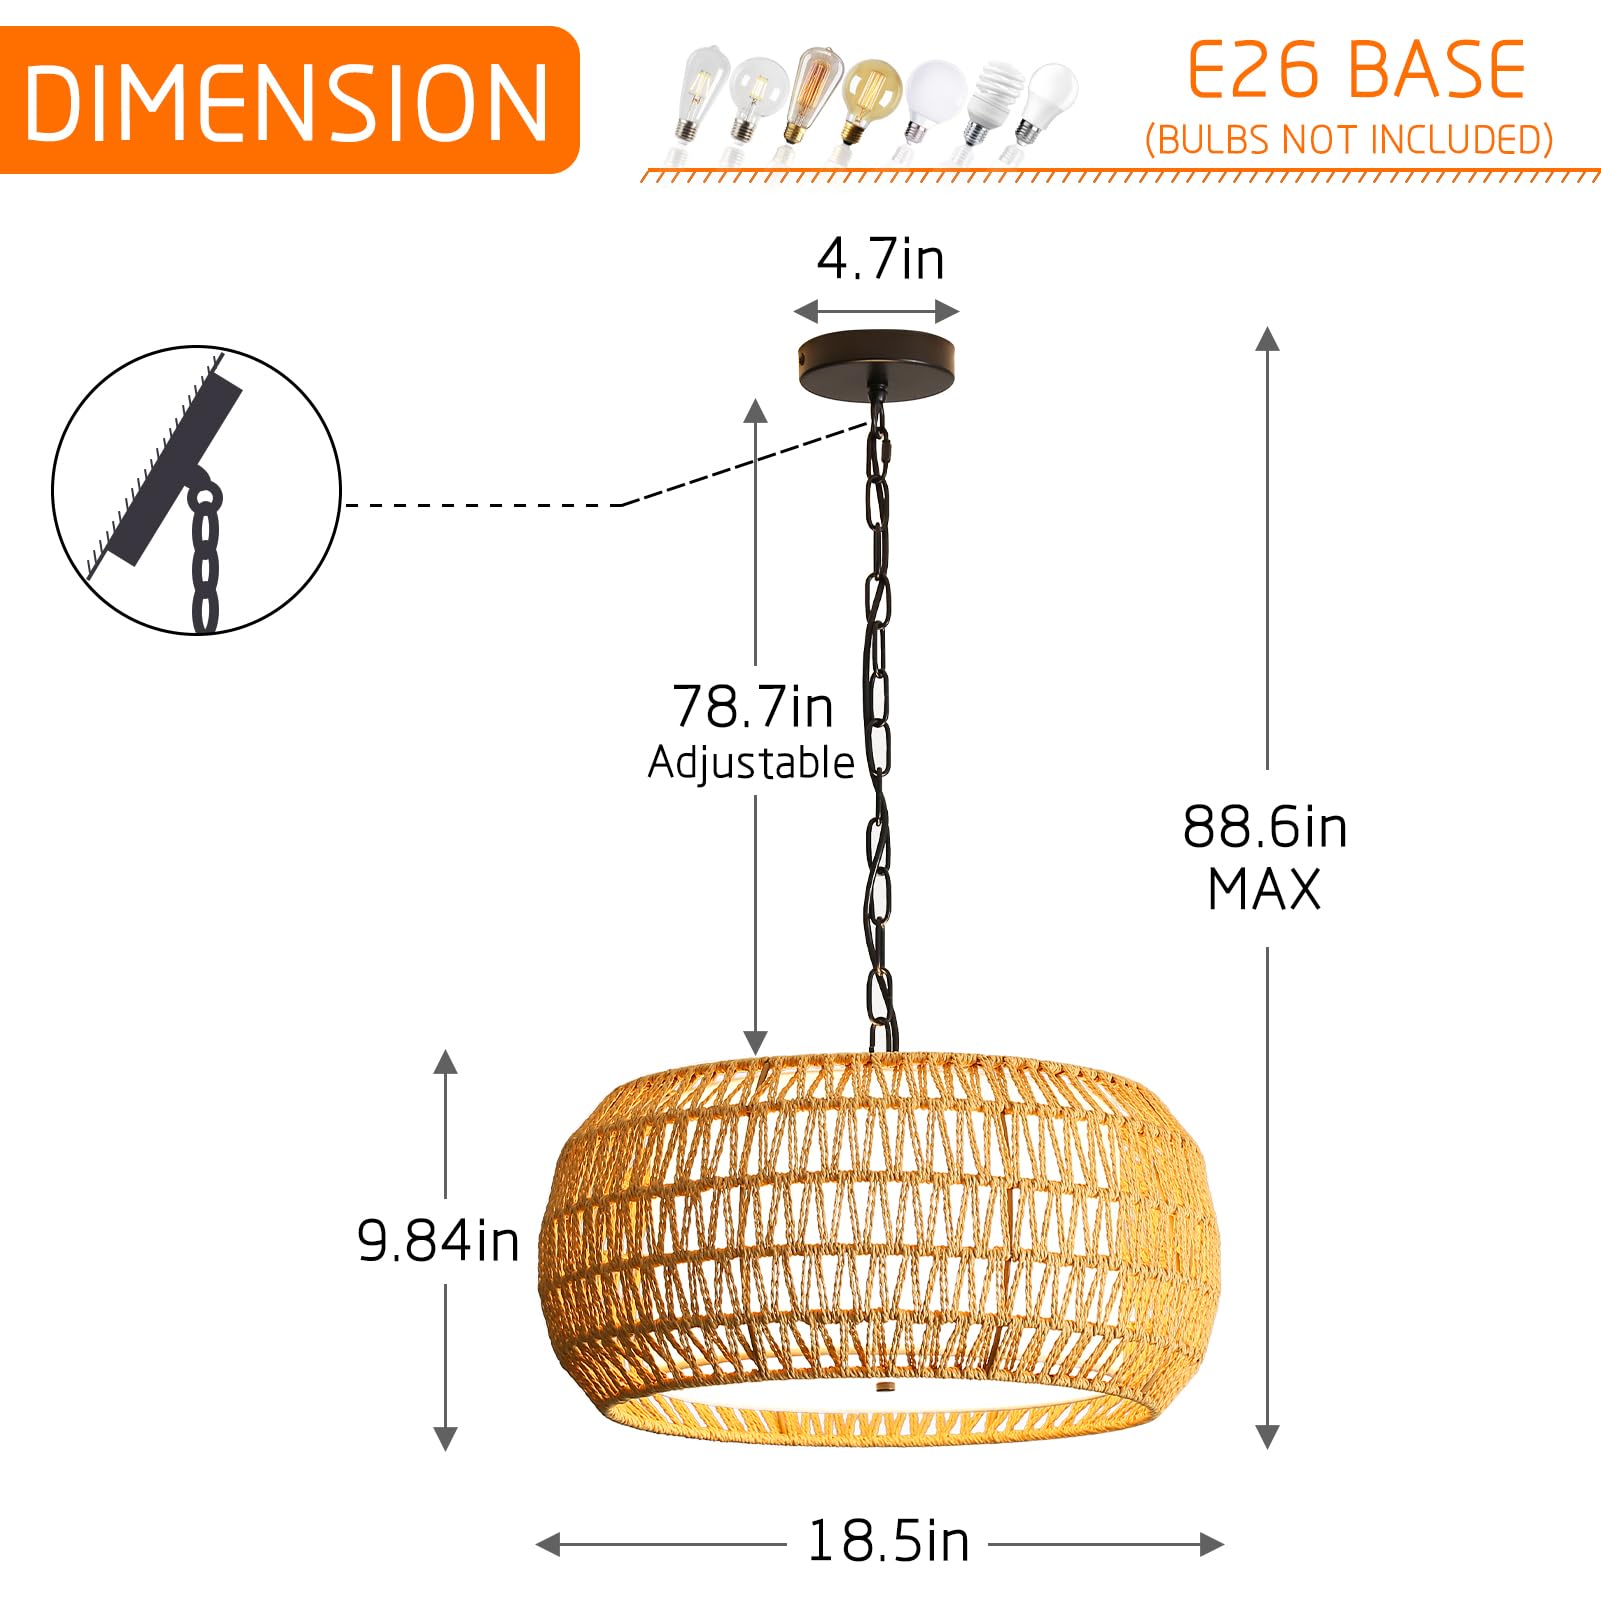 DIMENSION
E26 BASE
(BULBS NOT INCLUDED)
4.7in
78.7in
Adjustable
88.6in
MAX
9.84in
18.5in